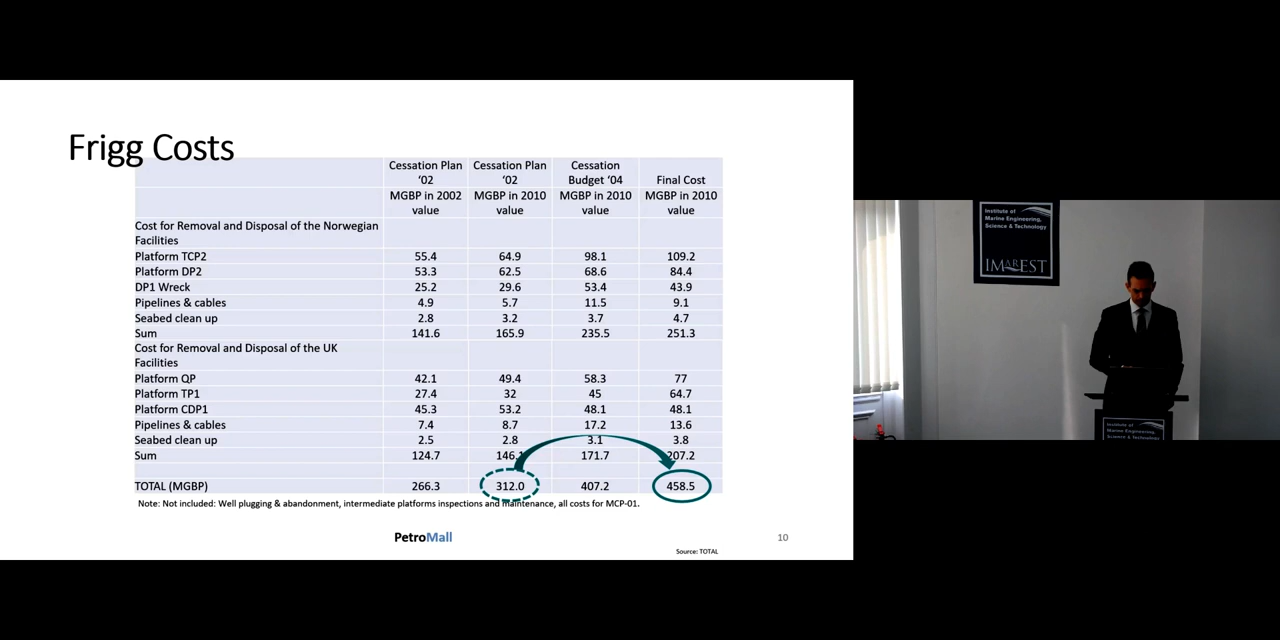 Frigg Costs
Cessation Plan '02 Cessation Plan '02 Cessation Budget '04 Final Cost
MGBP in 2002 value MGBP in 2010 value MGBP in 2010 value MGBP in 2010 value
Cost for Removal and Disposal of the Norwegian Facilities
Platform TCP2 55.4 64.9 98.1 109.2
Platform DP2 53.3 62.5 68.6 84.4
DP1 Wreck 25.2 29.6 53.4 43.9
Pipelines & cables 4.9 5.7 11.5 9.1
Seabed clean up 2.8 3.2 3.7 4.7
Sum 141.6 165.9 235.5 251.3
Cost for Removal and Disposal of the UK Facilities
Platform QP 42.1 49.4 58.3 77
Platform TP1 27.4 32 45 64.7
Platform CDP1 45.3 53.2 48.1 48.1
Pipelines & cables 7.4 8.7 17.2 13.6
Seabed clean up 2.5 2.8 3.1 3.8
Sum 124.7 171.7 207.2
TOTAL (MGBP) 266.3 312.0 407.2 458.5
Note: Not included: Well plugging & abandonment, intermediate platforms inspections and maintenance, all costs for MCP-01.
PetroMall
10
Source: TOTAL
Institute of
Marine Engineering,
Science & Technology
IMarEST
Institute of
Marine Engineering,
Science & Technology